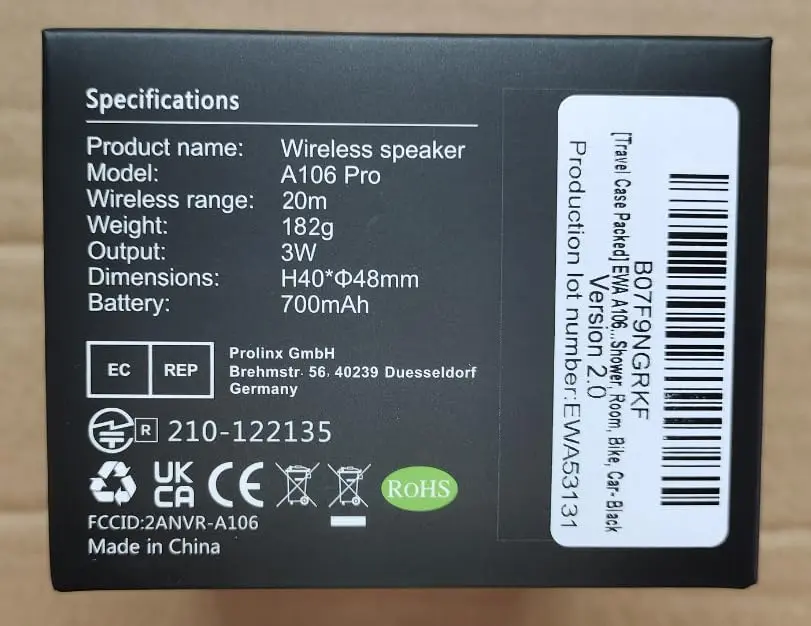 Specifications
Product name: Wireless speaker
Model: A106 Pro
Wireless range: 20m
Weight: 182g
Output: 3W
Dimensions: H40*Φ48mm
Battery: 700mAh
EC REP
Prolinx GmbH
Brehmstr. 56, 40239 Duesseldorf
Germany
R 210-122135
UK
CA
CE
RoHS
FCCID:2ANVR-A106
Made in China
B07F9NGRKF
[Travel Case Packed] EWA A106...Shower, Room, Bike, Car- Black
Version 2.0
Production lot number:EWA53131